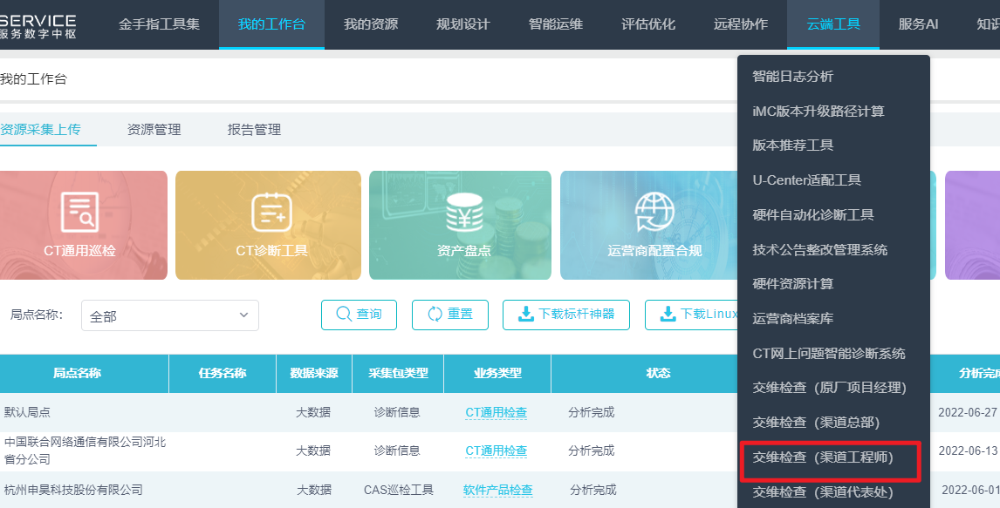 SERVICE
服务数字中枢
金手指工具集 我的工作台 我的资源 规划设计 智能运维 评估优化 远程协作 云端工具 服务AI 知识
我的工作台
资源采集上传 资源管理 报告管理
CT通用巡检 CT诊断工具 资产盘点 运营商配置合规
局点名称: 全部 查询 重置 下载标杆神器 下载Linux
局点名称 任务名称 数据来源 采集包类型 业务类型 状态 分析完成
默认局点 大数据 诊断信息 CT通用检查 分析完成 2022-06-27
中国联合网络通信有限公司河北
省分公司 大数据 诊断信息 CT通用检查 分析完成 2022-06-13
杭州申昊科技股份有限公司 大数据 CAS巡检工具 软件产品检查 分析完成 2022-06-01
智能日志分析
iMC版本升级路径计算
版本推荐工具
U-Center适配工具
硬件自动化诊断工具
技术公告整改管理系统
硬件资源计算
运营商档案库
CT网上问题智能诊断系统
交维检查（原厂项目经理)
交维检查（渠道总部)
交维检查（渠道工程师)
交维检查（渠道代表处)